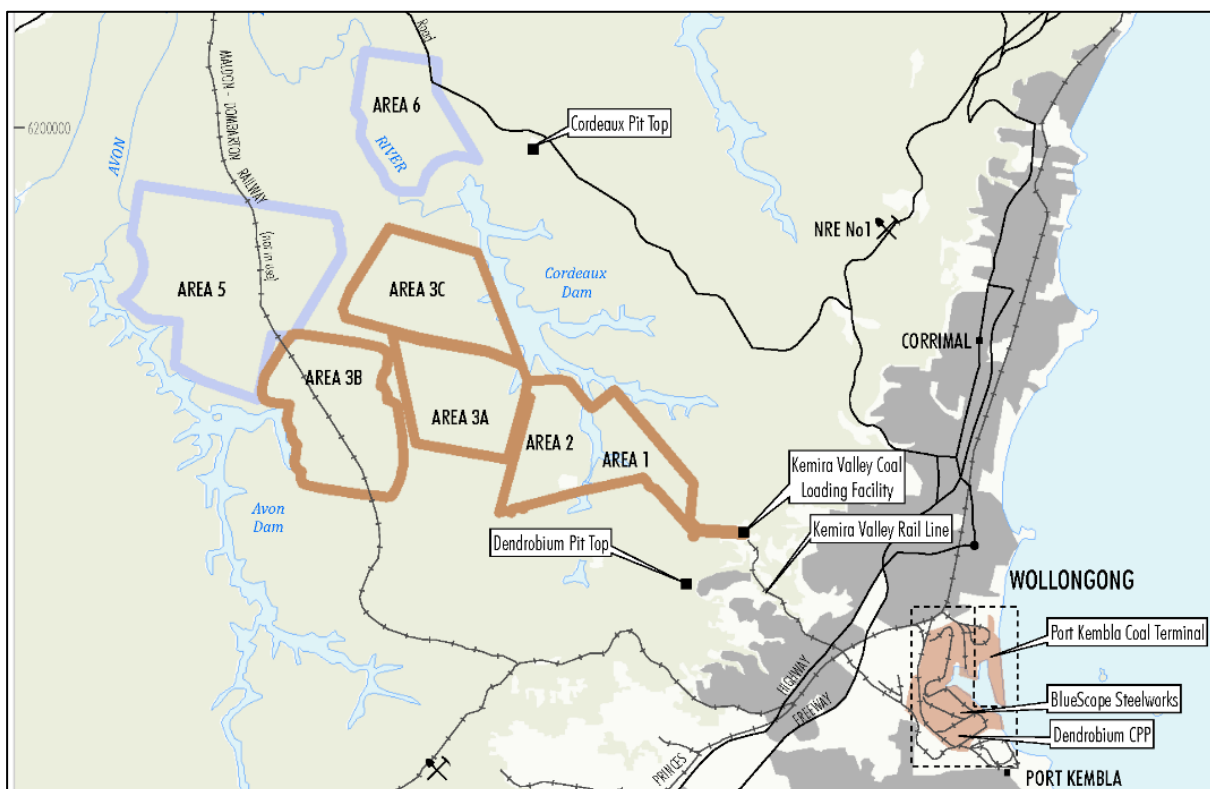 Road
MALDON - DOMBARTON RAILWAY
(not in use)
AREA 6
RIVER
Cordeaux Pit Top
6200000
AVON
NRE No1
AREA 5
AREA 3C
Cordeaux
Dam
CORRIMAL
AREA 3B
AREA 3A
AREA 2
AREA 1
Kemira Valley Coal
Loading Facility
Avon
Dam
Dendrobium Pit Top
Kemira Valley Rail Line
WOLLONGONG
Port Kembla Coal Terminal
HIGHWAY
FREEWAY
BlueScope Steelworks
Dendrobium CPP
PRINCES
PORT KEMBLA